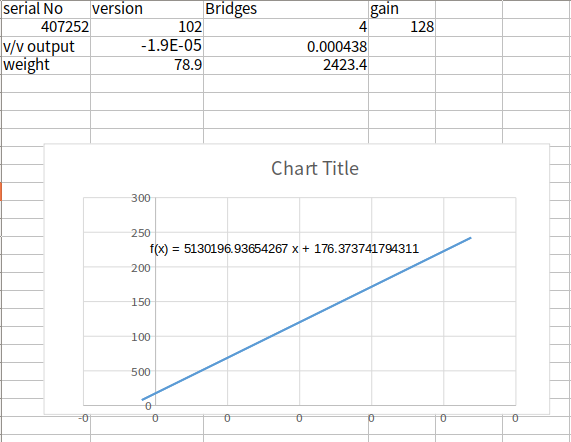 serial No version Bridges gain
407252 102 4 128
v/v output -1.9E-05 0.000438
weight 78.9 2423.4
Chart Title
300
250
f(x) = 5130196.93654267 x + 176.373741794311
200
150
100
500
0
-0 0 0 0 0 0 0